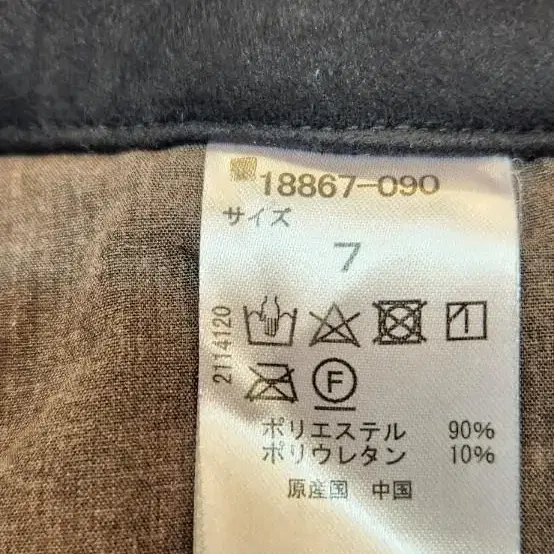 18867-090
サイズ
7
2114120
F
ポリエステル 90%
ポリウレタン 10%
原産国 中国